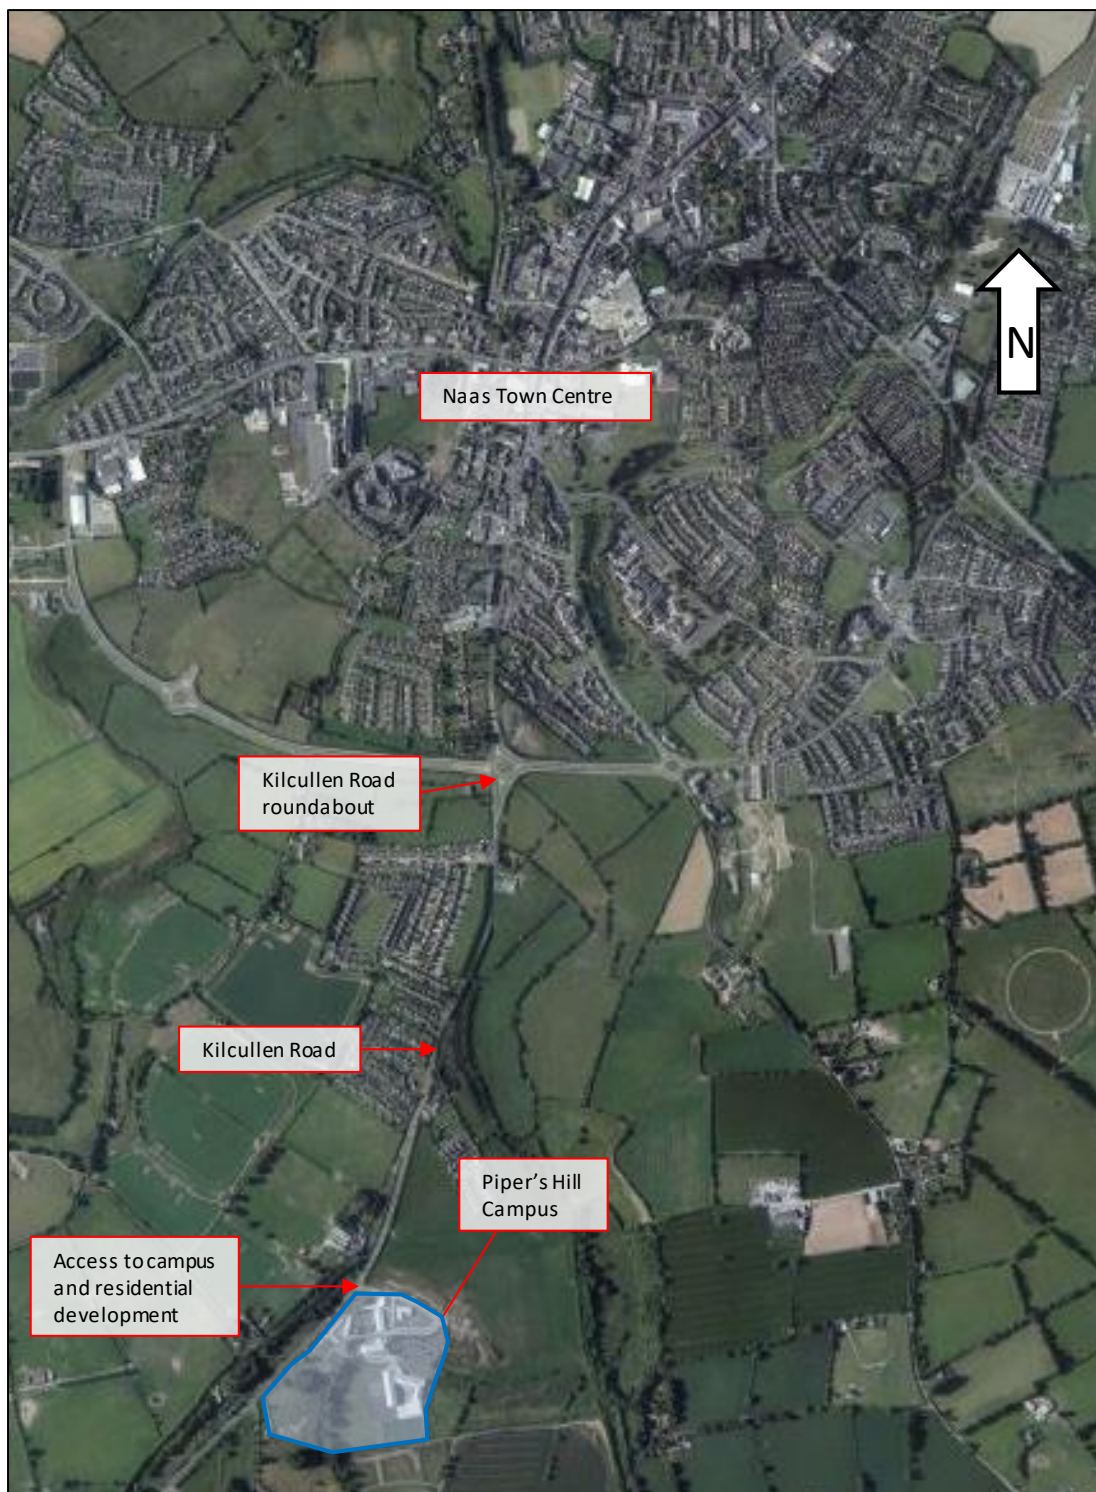 N
Naas Town Centre
Kilcullen Road
roundabout
Kilcullen Road
Piper's Hill
Campus
Access to campus
and residential
development